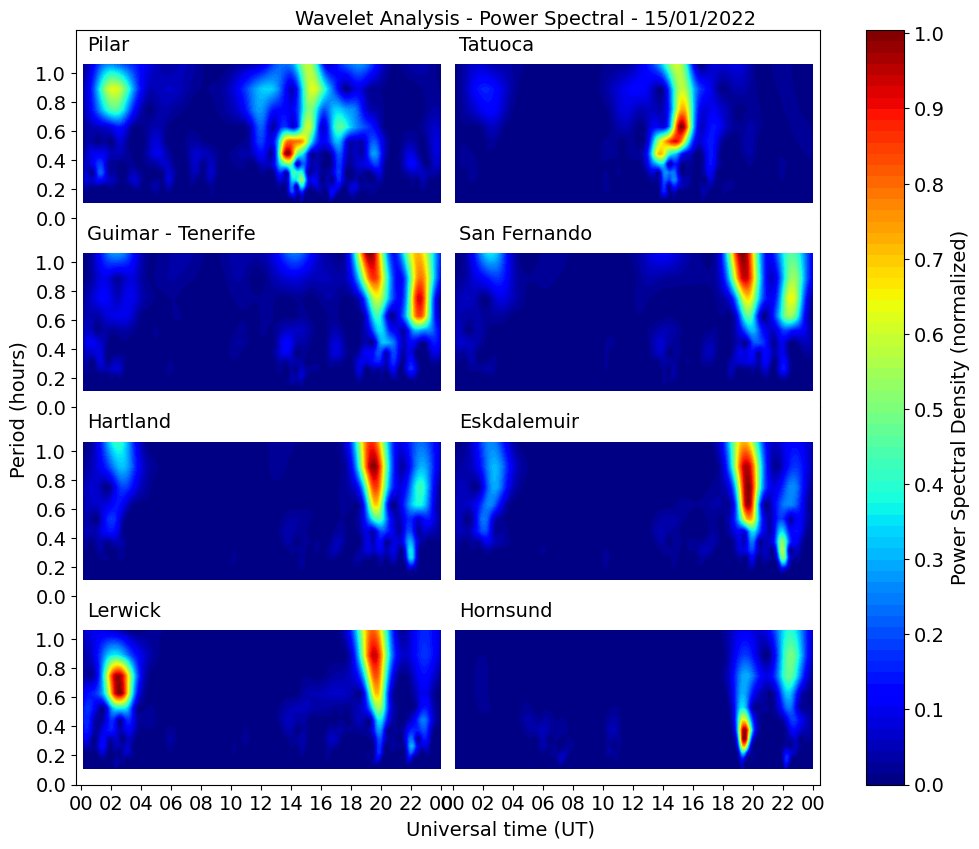 Wavelet Analysis - Power Spectral - 15/01/2022
Pilar
Tatuoca
1.0
0.8
0.6
0.4
0.2
0.0
Guimar - Tenerife
San Fernando
1.0
0.8
0.6
0.4
0.2
0.0
Hartland
Eskdalemuir
1.0
0.8
0.6
0.4
0.2
0.0
Lerwick
Hornsund
1.0
0.8
0.6
0.4
0.2
0.0
Period (hours)
00 02 04 06 08 10 12 14 16 18 20 22 00
00 02 04 06 08 10 12 14 16 18 20 22 00
Universal time (UT)
1.0
0.9
0.8
0.7
0.6
0.5
0.4
0.3
0.2
0.1
0.0
Power Spectral Density (normalized)